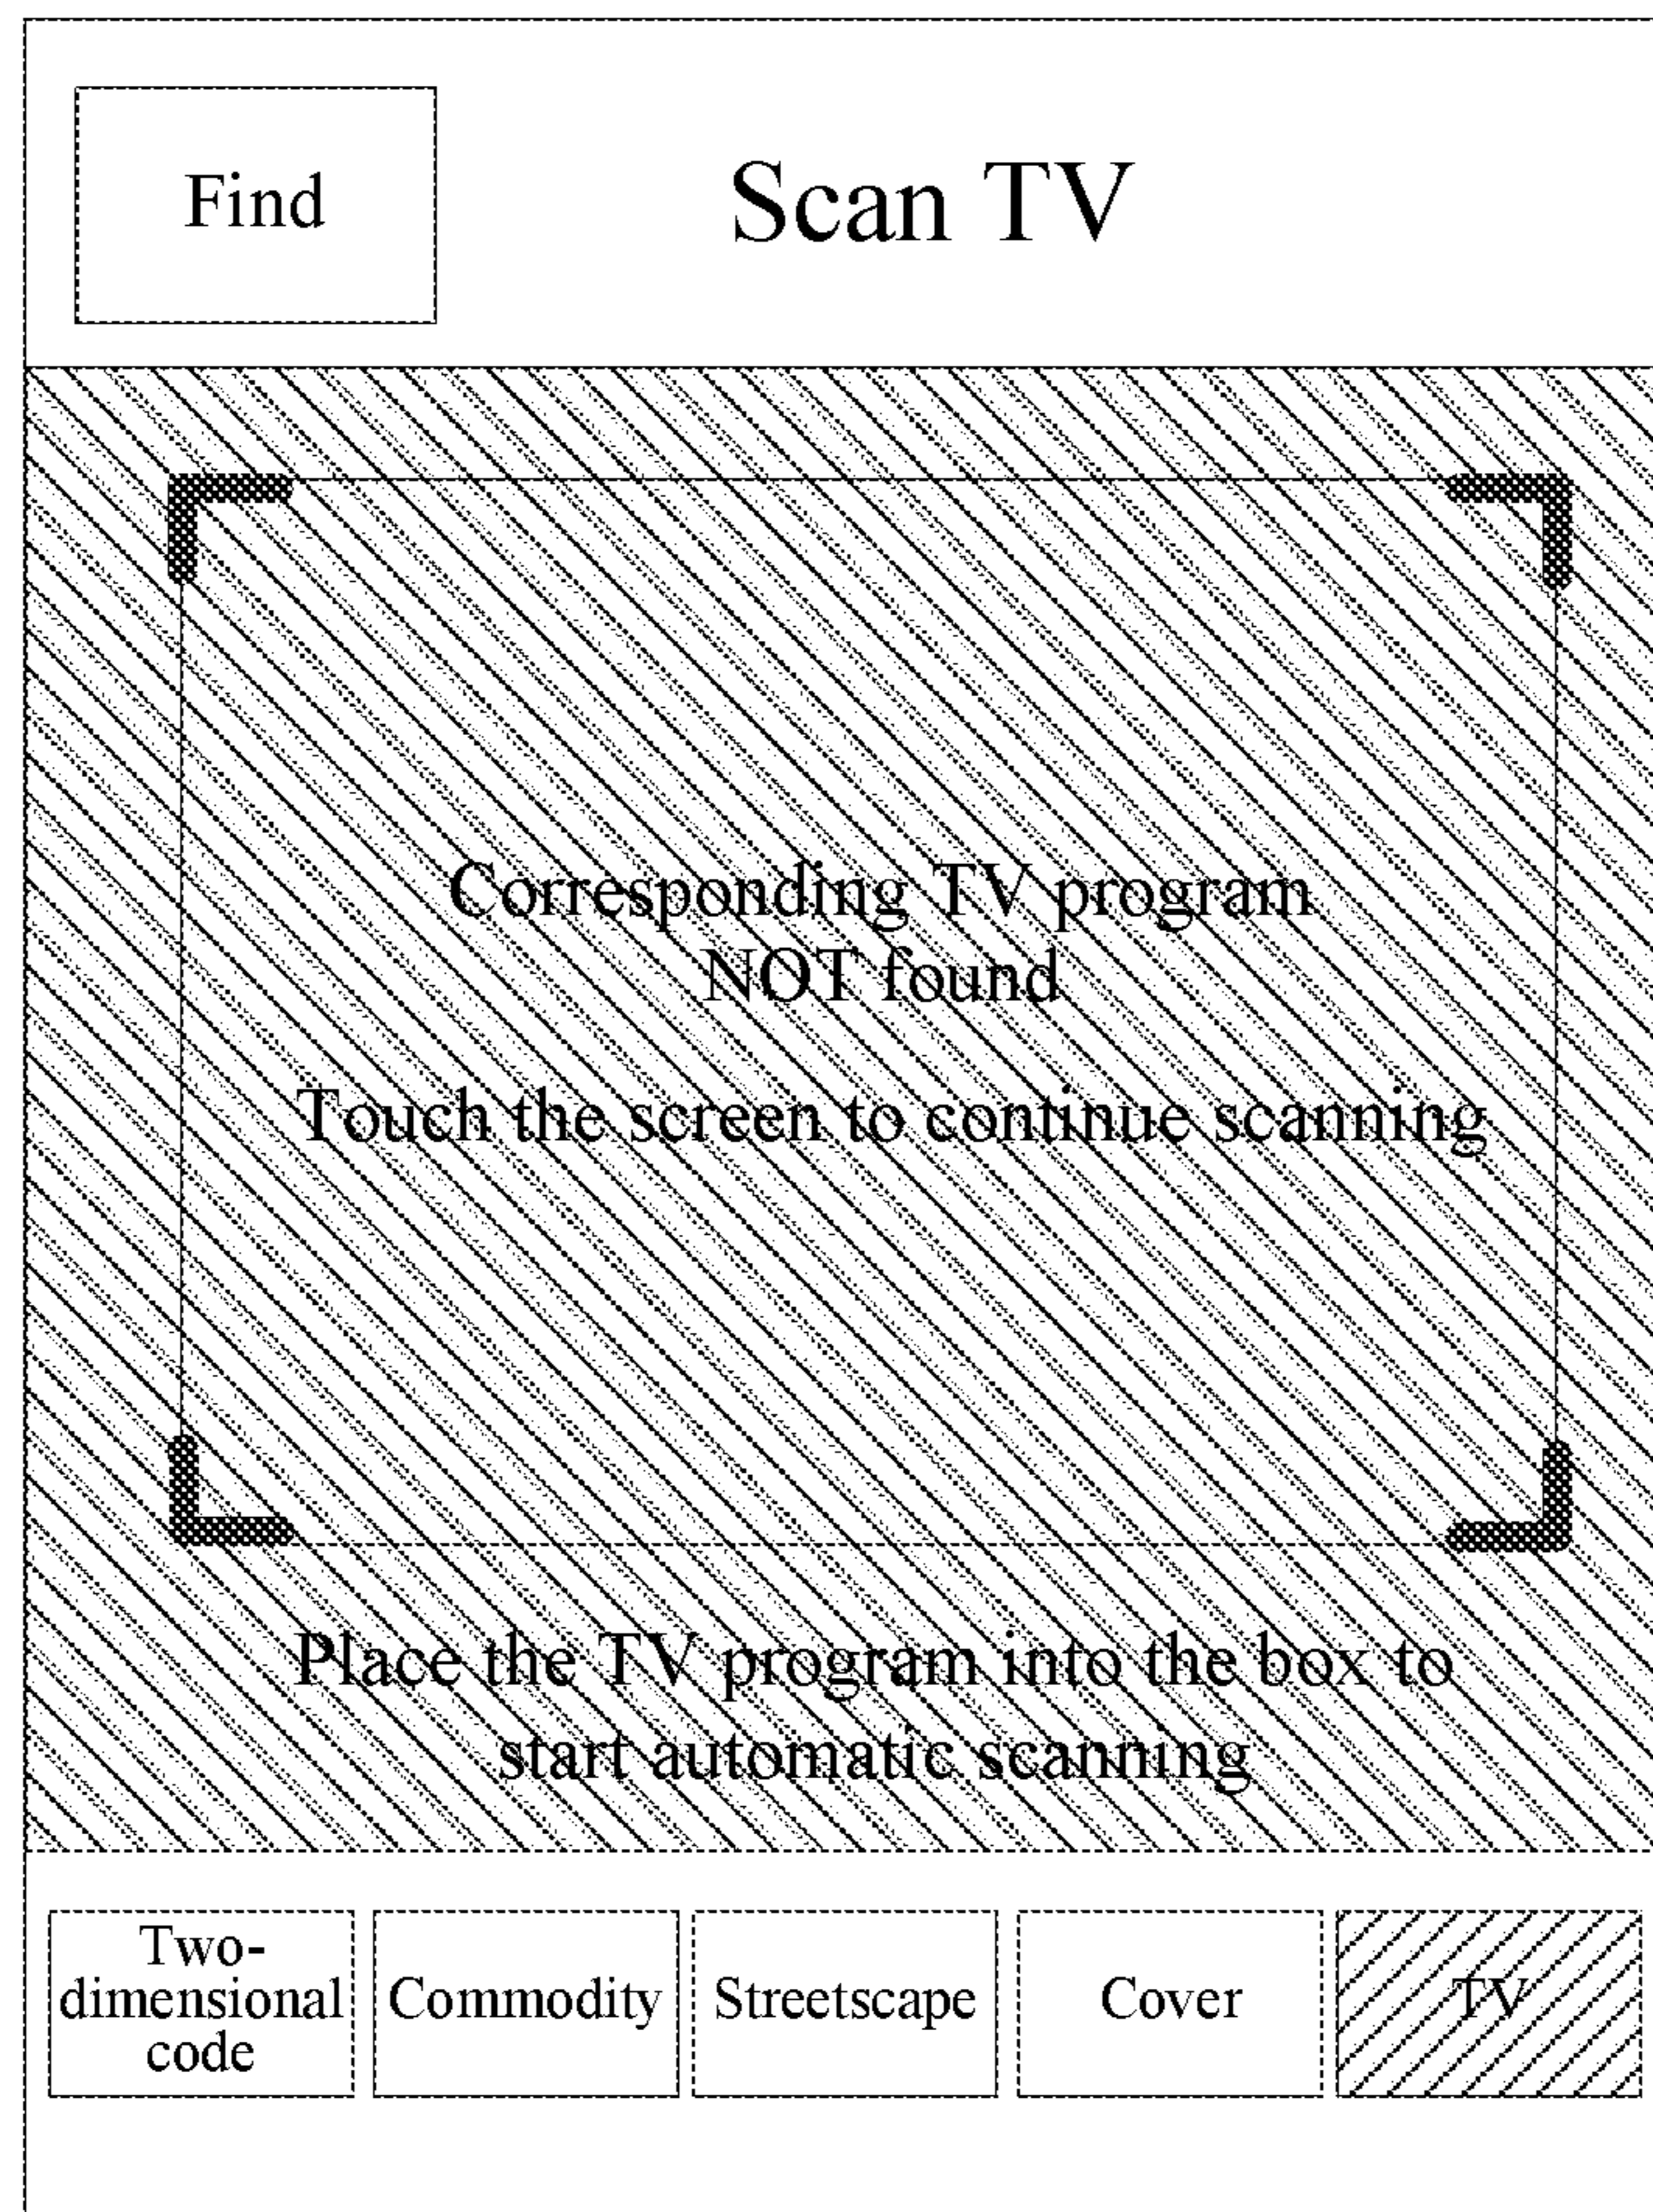 Find
Scan TV
Corresponding TV program
NOT found
Touch the screen to continue scanning
Place the TV program into the box to
start automatic scanning
Two-
dimensional
code
Commodity
Streetscape
Cover
TV